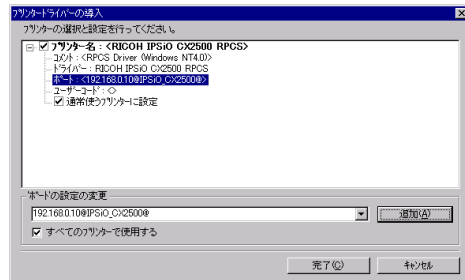 プリンタードライバーの導入
プリンターの選択と設定を行ってください。
プリンター名 : <RICOH IPSiO CX2500 RPCS>
コメント : <RPCS Driver (Windows NT4.0)>
ドライバー : RICOH IPSiO CX2500 RPCS
ポート : <192.168.0.10@IPSiO_CX2500@>
ユーザーコード : <>
通常使うプリンターに設定
'ポート'の設定の変更
192.168.0.10@IPSiO_CX2500@
追加(A)
すべてのプリンターで使用する
完了(C)
キャンセル